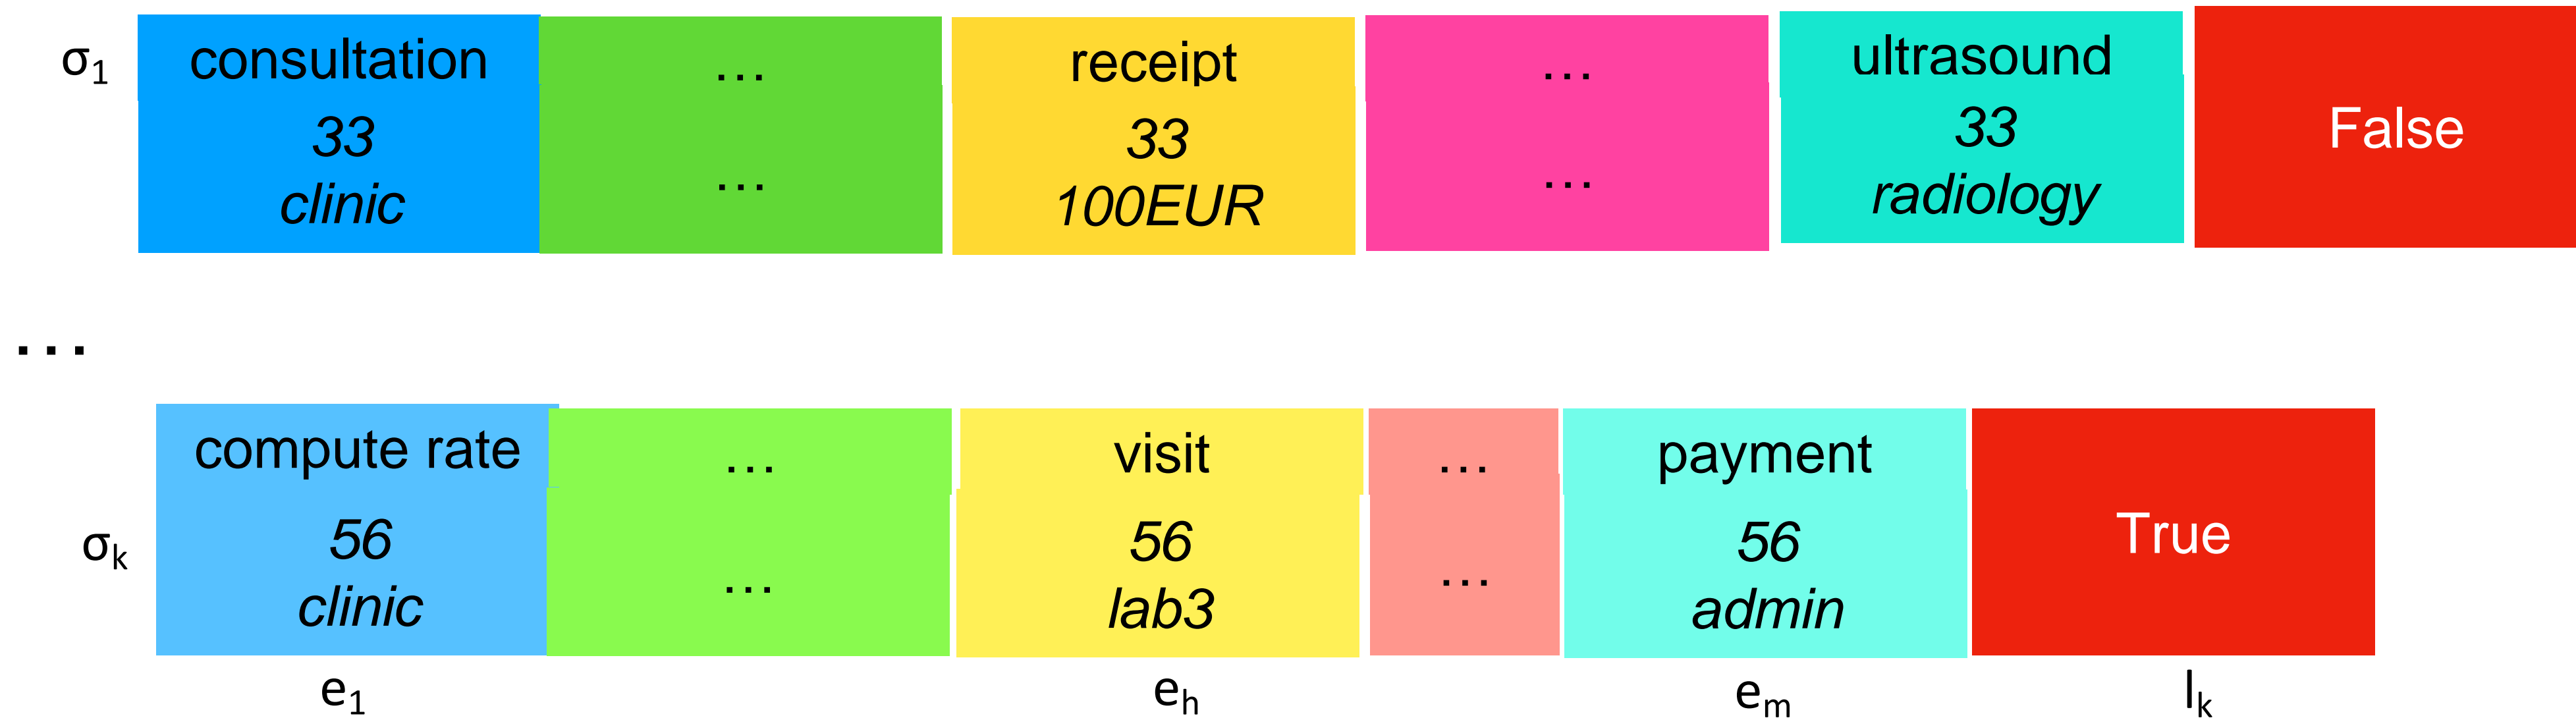 σ1 consultation … receipt … ultrasound False
33 33 33
clinic … 100EUR … radiology
…
σk compute rate … visit … payment True
56 56 56
clinic … lab3 … admin
e1 eh em lk